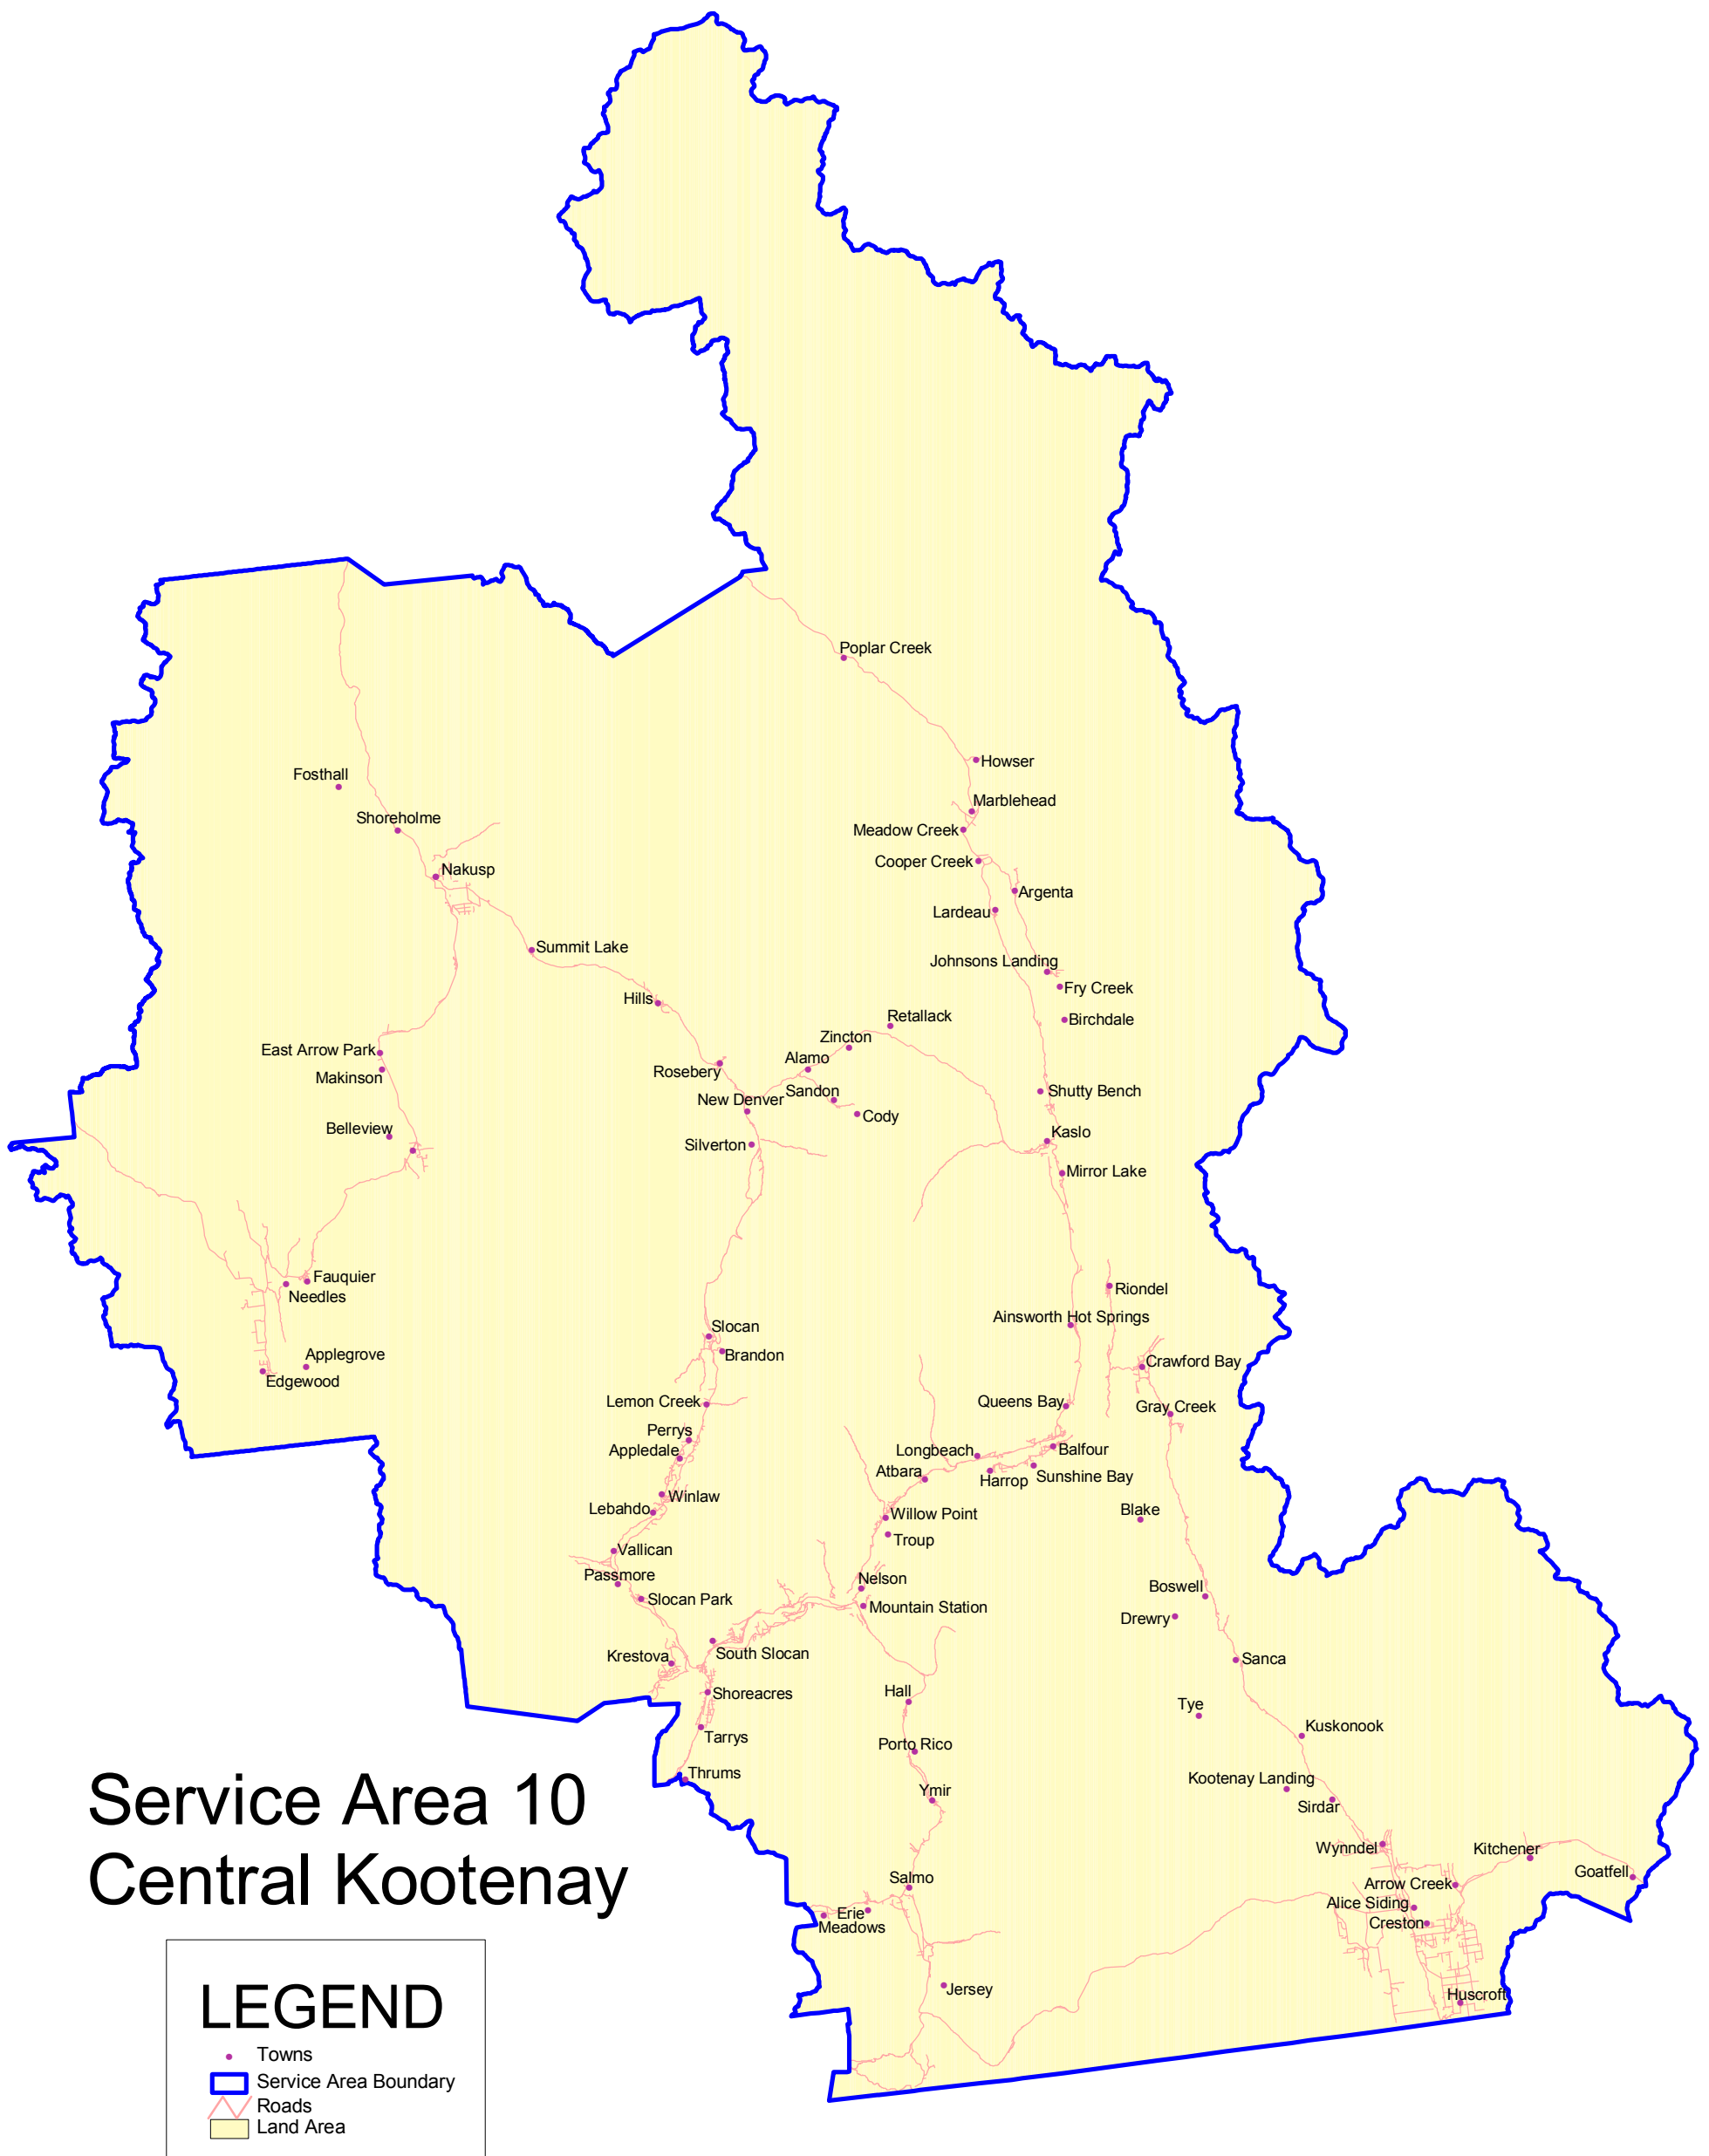 Poplar Creek
Howser
Fosthall
Marblehead
Shoreholme
Meadow Creek
Cooper Creek
Nakusp
Argenta
Lardeau
Summit Lake
Johnsons Landing
Fry Creek
Hills
Retallack
Birchdale
Zincton
East Arrow Park
Alamo
Rosebery
Makinson
Sandon
Shutty Bench
New Denver
Cody
Belleview
Kaslo
Silverton
Mirror Lake
Fauquier
Riondel
Needles
Ainsworth Hot Springs
Slocan
Applegrove
Brandon
Crawford Bay
Edgewood
Lemon Creek
Queens Bay
Gray Creek
Perrys
Appledale
Longbeach
Balfour
Atbara
Harrop
Sunshine Bay
Winlaw
Lebahdo
Blake
Willow Point
Troup
Vallican
Passmore
Nelson
Boswell
Slocan Park
Mountain Station
Drewry
South Slocan
Krestova
Sanca
Shoreacres
Hall
Tye
Kuskonook
Tarrys
Porto Rico
Thrums
Kootenay Landing
Ymir
Sirdar
Service Area 10
Central Kootenay
Wynndel
Kitchener
Goatfell
Salmo
Arrow Creek
Alice Siding
Erie
Creston
Meadows
Jersey
Huscroft
LEGEND
Towns
Service Area Boundary
Roads
Land Area